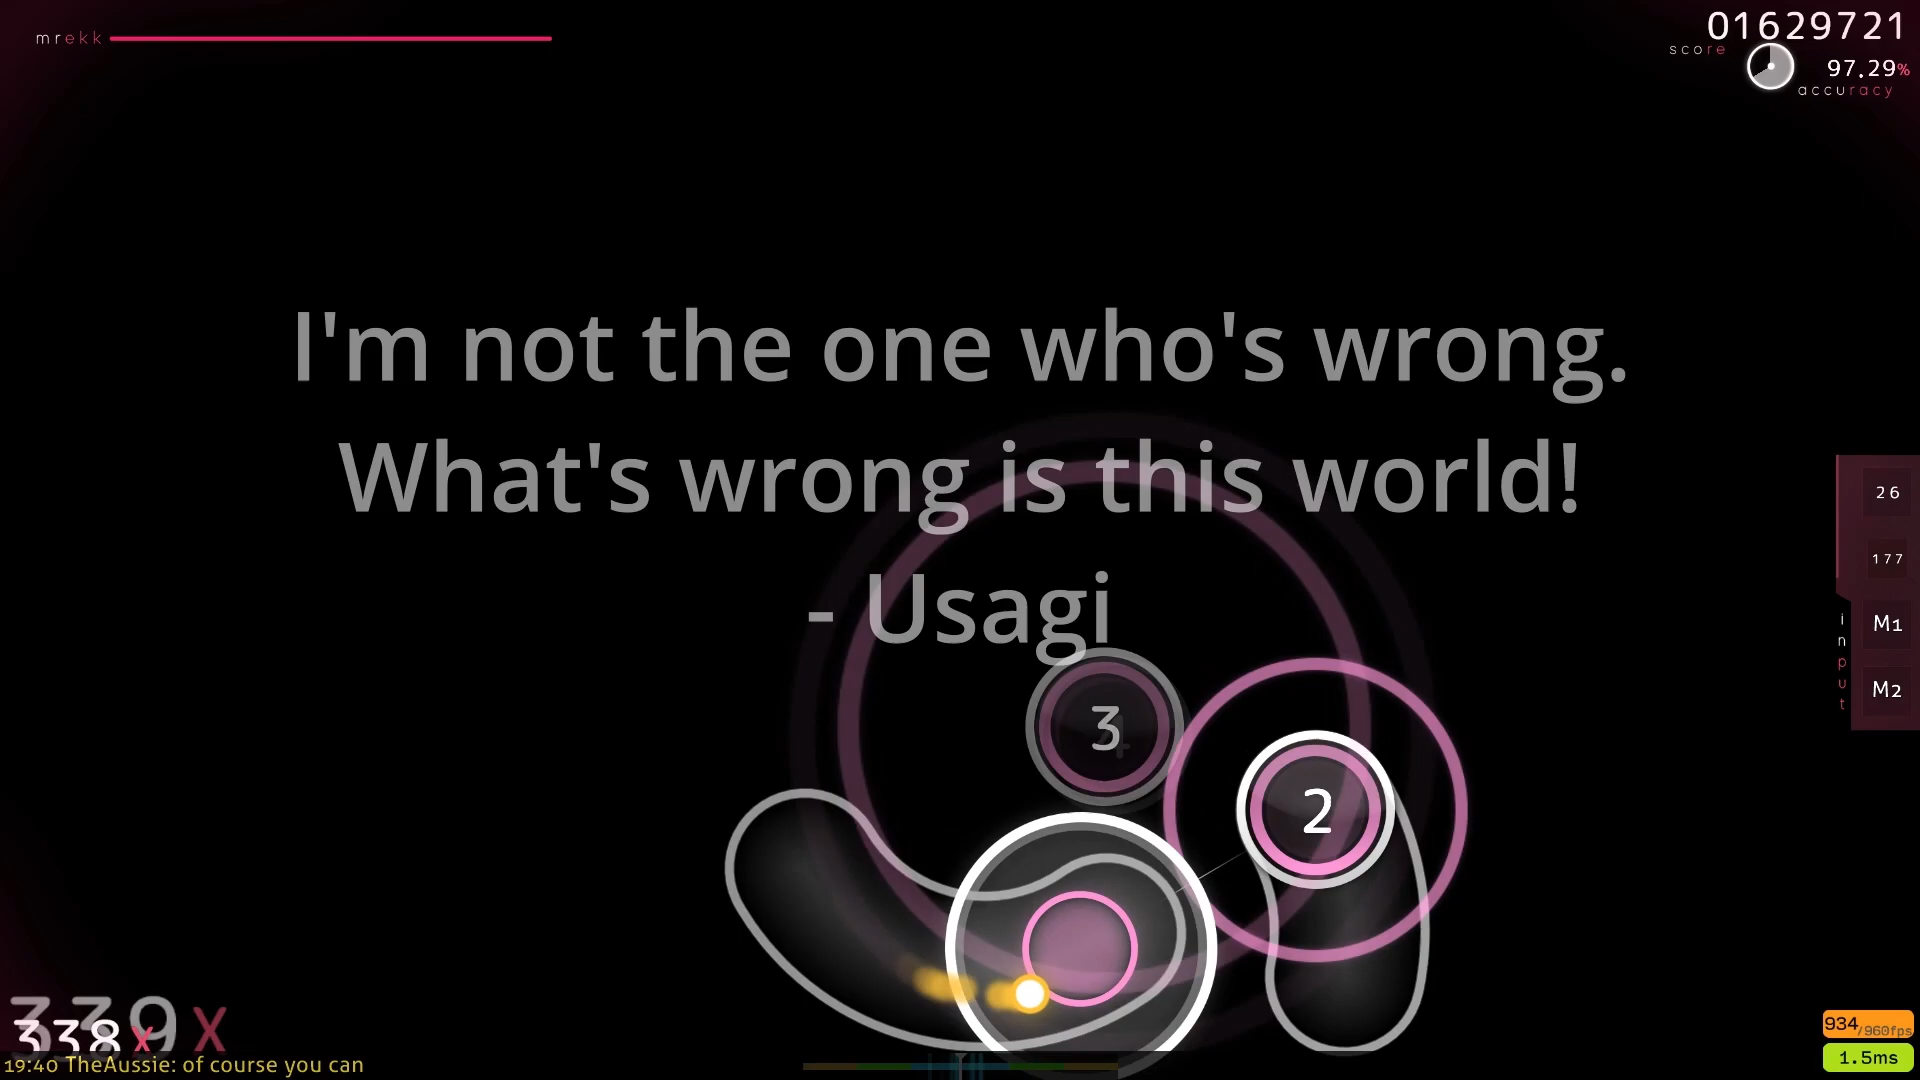 mrekk
01629721
score
97.29%
accuracy
I'm not the one who's wrong.
What's wrong is this world!
- Usagi
26
177
M1
M2
input
3
2
339x
338x
19:40 TheAussie: of course you can
934/960fps
1.5ms